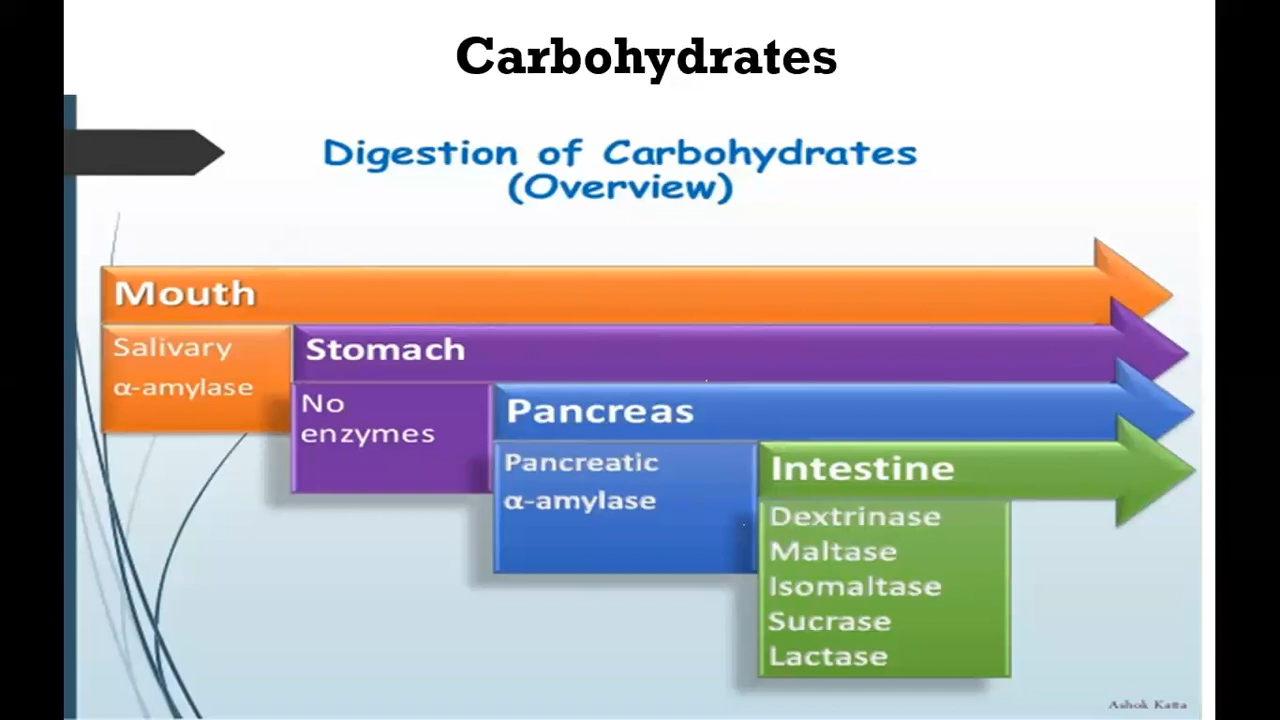 Carbohydrates
Digestion of Carbohydrates
(Overview)
Mouth
Salivary
α-amylase
Stomach
No
enzymes
Pancreas
Pancreatic
α-amylase
Intestine
Dextrinase
Maltase
Isomaltase
Sucrase
Lactase
Ashok Katta